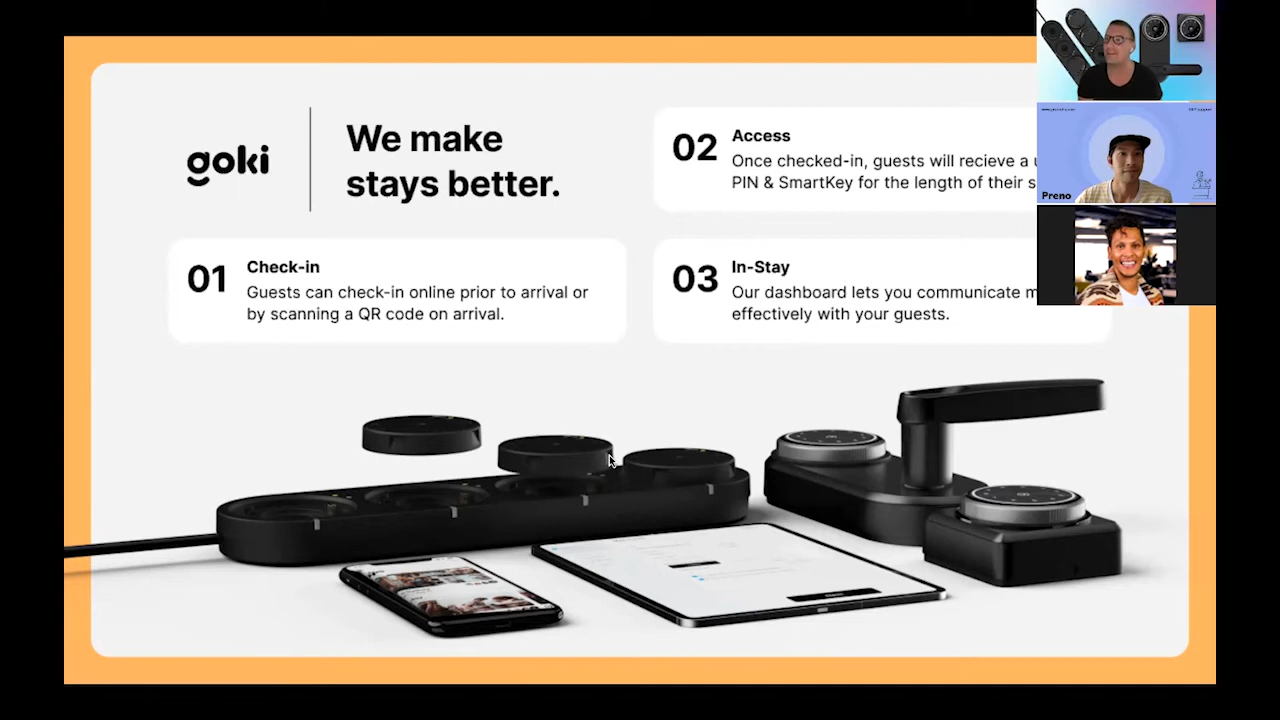 goki
We make
stays better.
01
Check-in
Guests can check-in online prior to arrival or
by scanning a QR code on arrival.
02
Access
Once checked-in, guests will recieve a
PIN & SmartKey for the length of their
03
In-Stay
Our dashboard lets you communicate
effectively with your guests.
Preno